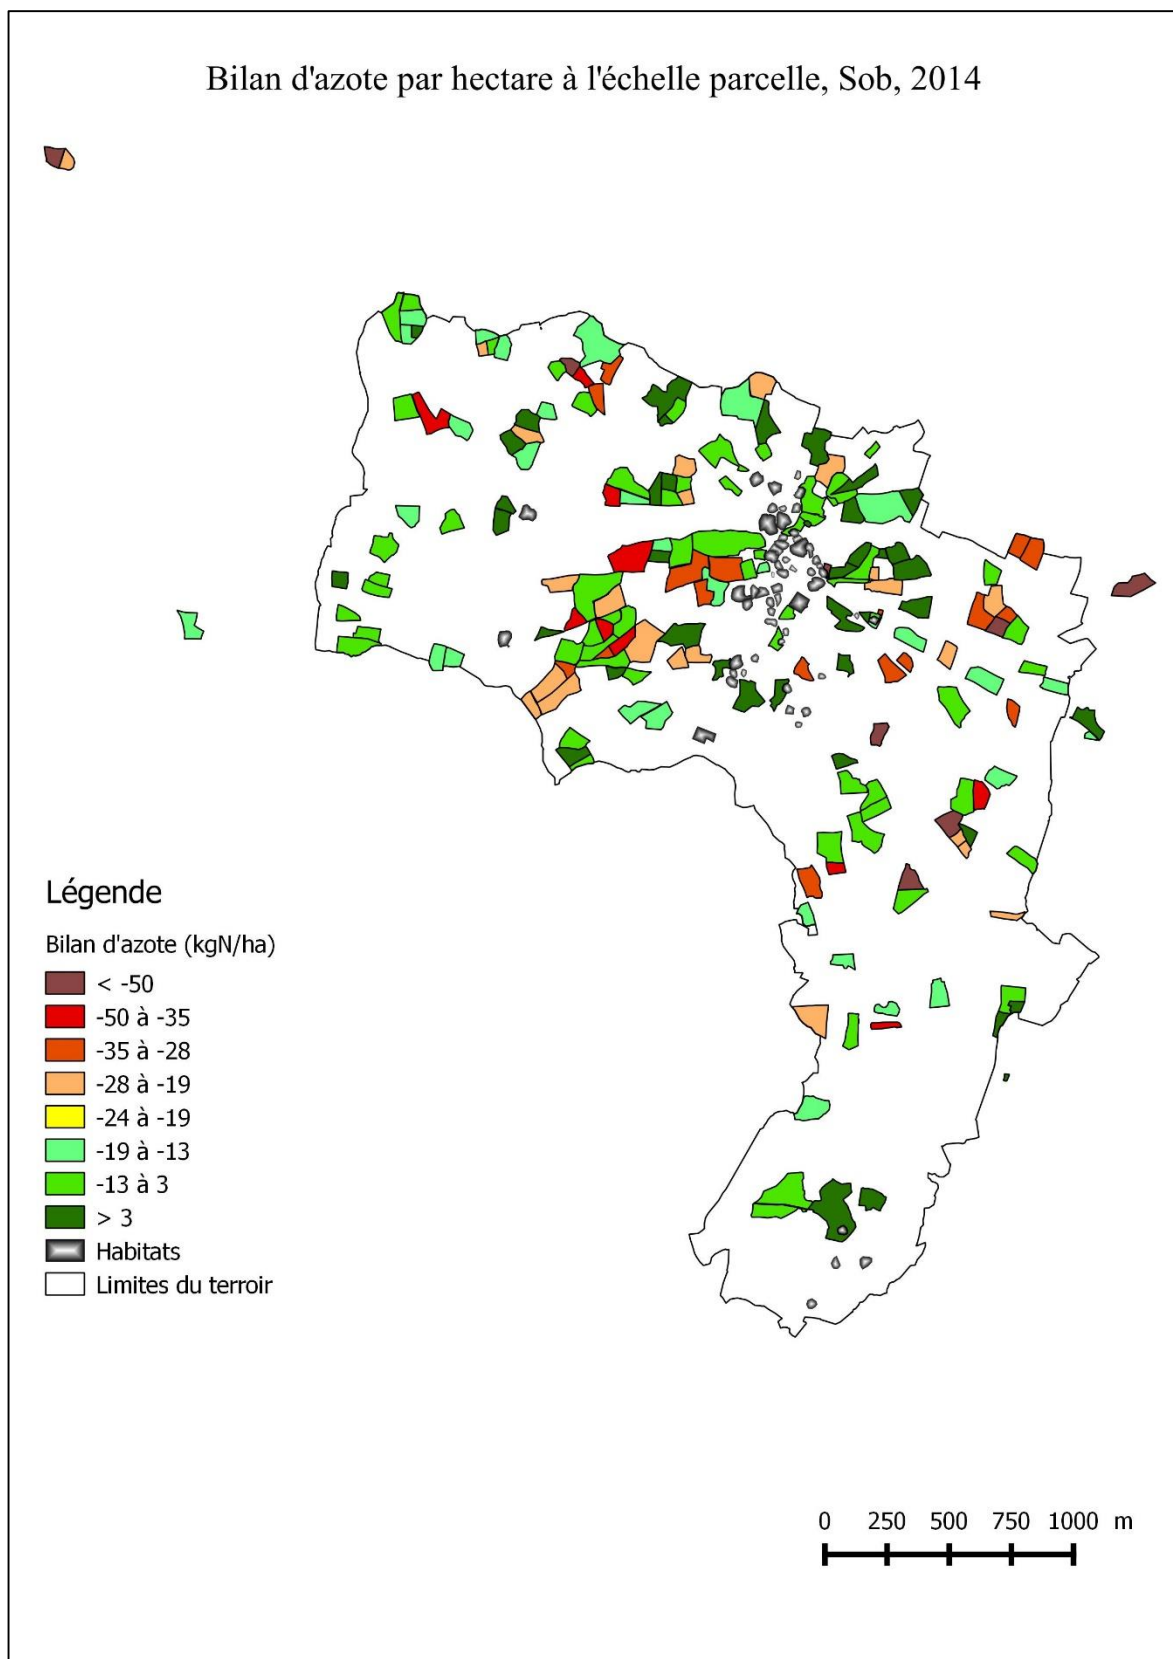 Bilan d'azote par hectare à l'échelle parcelle, Sob, 2014
Légende
Bilan d'azote (kgN/ha)
< -50
-50 à -35
-35 à -28
-28 à -19
-24 à -19
-19 à -13
-13 à 3
> 3
Habitats
Limites du terroir
0 250 500 750 1000 m